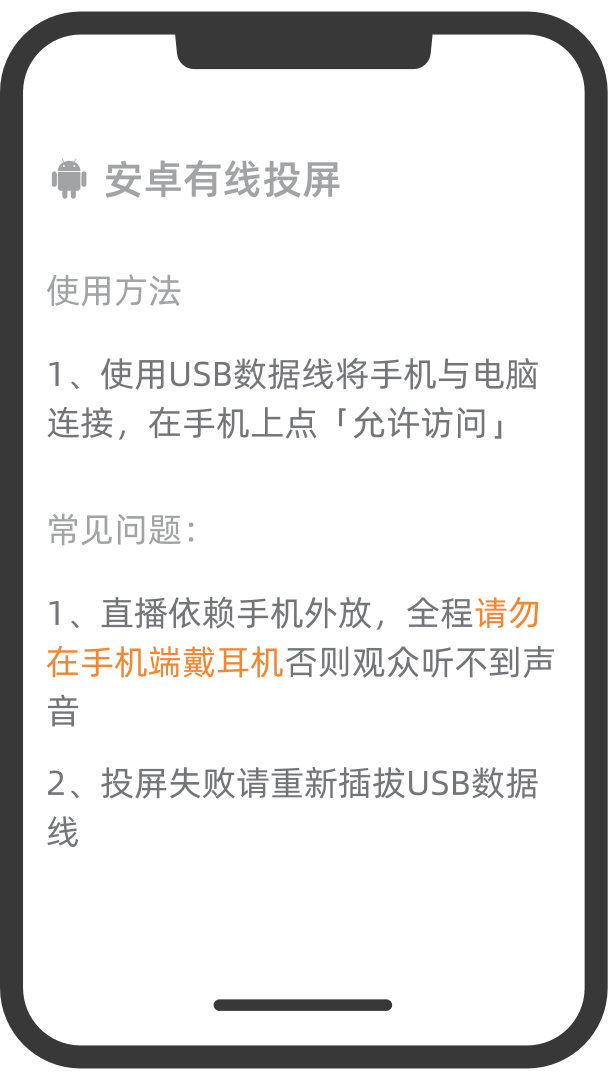 安卓有线投屏
使用方法
1、使用USB数据线将手机与电脑
连接，在手机上点「允许访问」
常见问题：
1、直播依赖手机外放，全程请勿
在手机端戴耳机否则观众听不到声
音
2、投屏失败请重新插拔USB数据
线